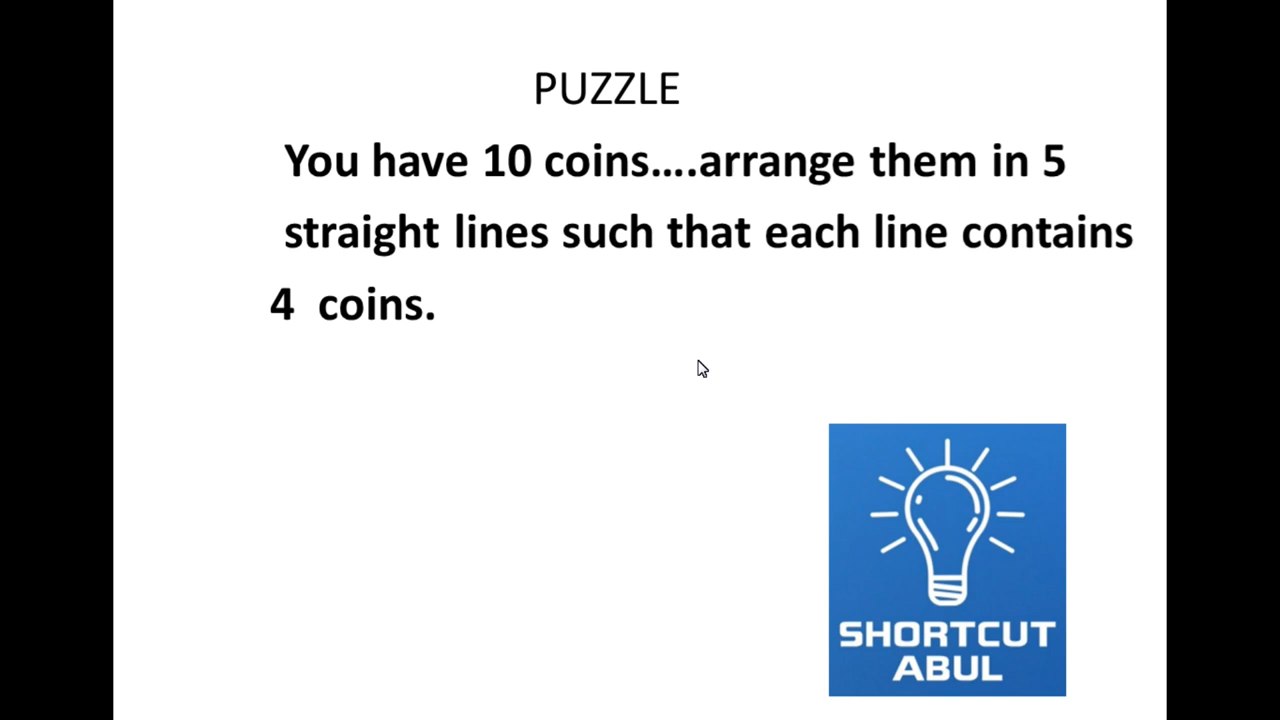 PUZZLE
You have 10 coins....arrange them in 5
straight lines such that each line contains
4 coins.
SHORTCUT
ABUL